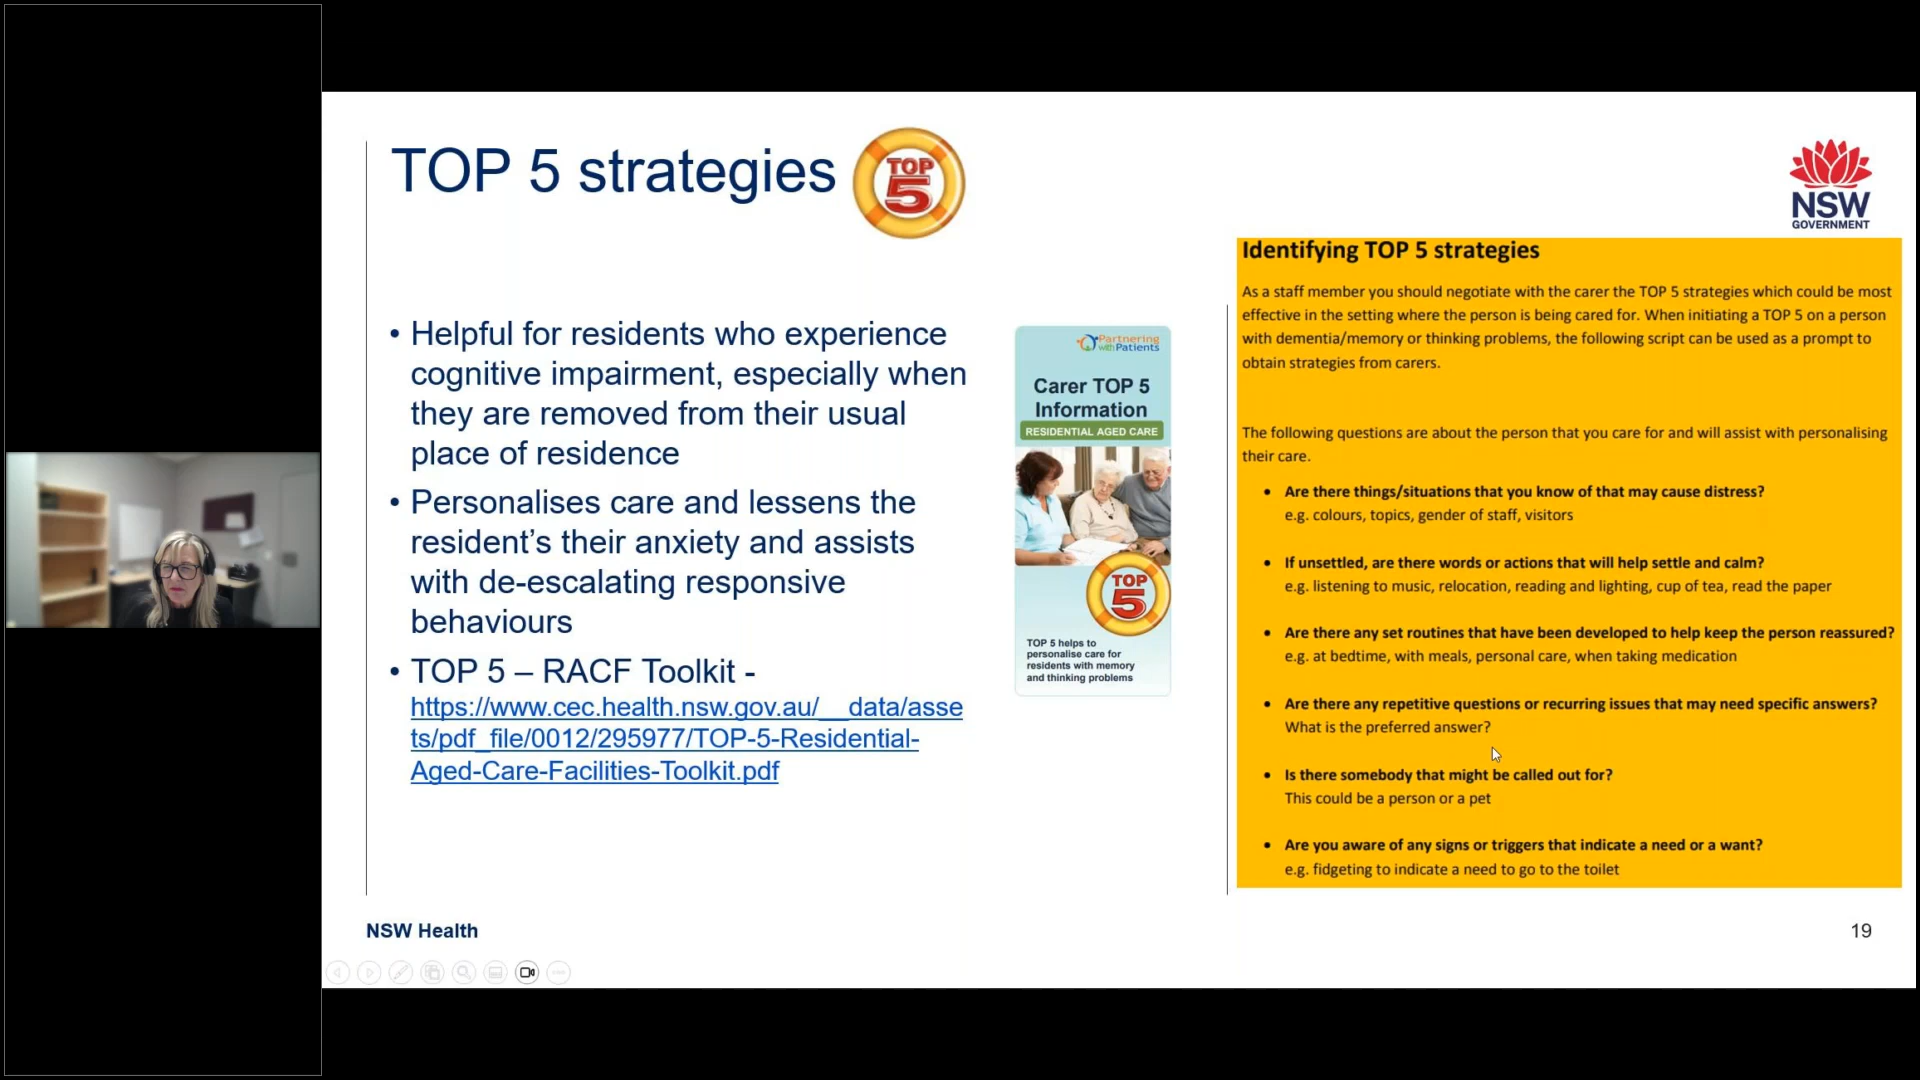 TOP 5 strategies
TOP
5
NSW
GOVERNMENT
• Helpful for residents who experience
cognitive impairment, especially when
they are removed from their usual
place of residence
• Personalises care and lessens the
resident’s their anxiety and assists
with de-escalating responsive
behaviours
• TOP 5 – RACF Toolkit -
https://www.cec.health.nsw.gov.au/__data/asse
ts/pdf_file/0012/295977/TOP-5-Residential-
Aged-Care-Facilities-Toolkit.pdf
Partnering
with Patients
Carer TOP 5
Information
RESIDENTIAL AGED CARE
TOP
5
TOP 5 helps to
personalise care for
residents with memory
and thinking problems
Identifying TOP 5 strategies
As a staff member you should negotiate with the carer the TOP 5 strategies which could be most
effective in the setting where the person is being cared for. When initiating a TOP 5 on a person
with dementia/memory or thinking problems, the following script can be used as a prompt to
obtain strategies from carers.
The following questions are about the person that you care for and will assist with personalising
their care.
• Are there things/situations that you know of that may cause distress?
e.g. colours, topics, gender of staff, visitors
• If unsettled, are there words or actions that will help settle and calm?
e.g. listening to music, relocation, reading and lighting, cup of tea, read the paper
• Are there any set routines that have been developed to help keep the person reassured?
e.g. at bedtime, with meals, personal care, when taking medication
• Are there any repetitive questions or recurring issues that may need specific answers?
What is the preferred answer?
• Is there somebody that might be called out for?
This could be a person or a pet
• Are you aware of any signs or triggers that indicate a need or a want?
e.g. fidgeting to indicate a need to go to the toilet
NSW Health
19